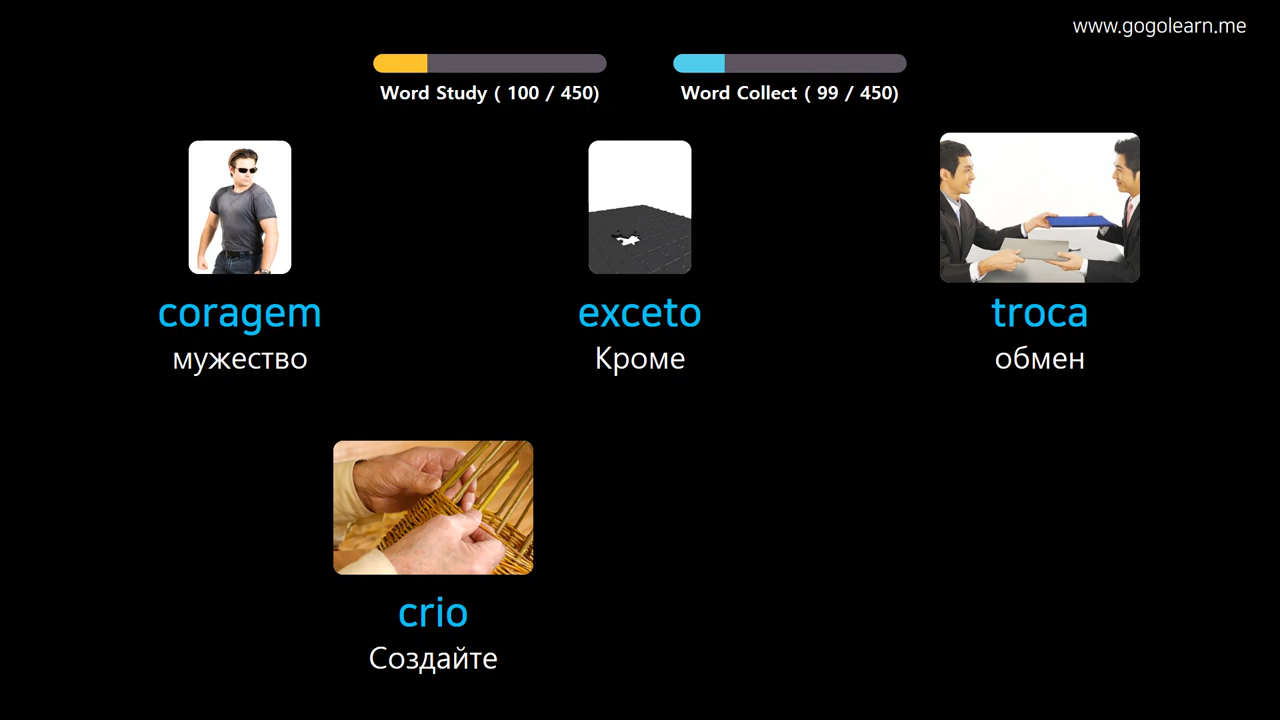 www.gogolearn.me
Word Study ( 100 / 450)
Word Collect ( 99 / 450)
coragem
мужество
exceto
Кроме
troca
обмен
crio
Создайте